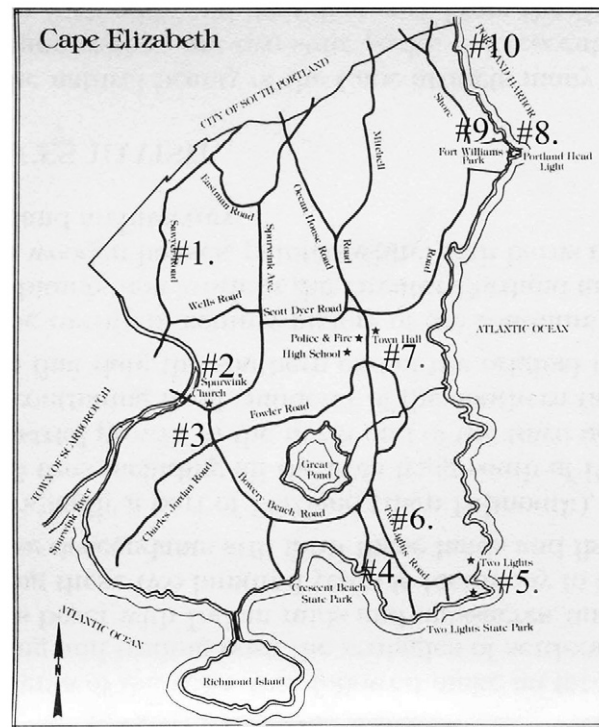 Cape Elizabeth
#10
CITY OF SOUTH PORTLAND
HARBOR
Shore
#9
#8.
Fort Williams
Park
Portland Head
Light
Mitchell
Eastman Road
Ocean House Road
Spurwink Ave.
Road
#1.
Road
Wells Road
Scott Dyer Road
ATLANTIC OCEAN
Police & Fire
Town Hall
High School
#7.
#2
Spurwink
Church
TOWN OF SCARBOROUGH
#3
Fowler Road
Great
Pond
Spurwink River
Charles Jordan Road
Bowery Beach Road
#6.
#4.
Road
Two Lights
#5.
Crescent Beach
State Park
Two Lights State Park
ATLANTIC OCEAN
Richmond Island